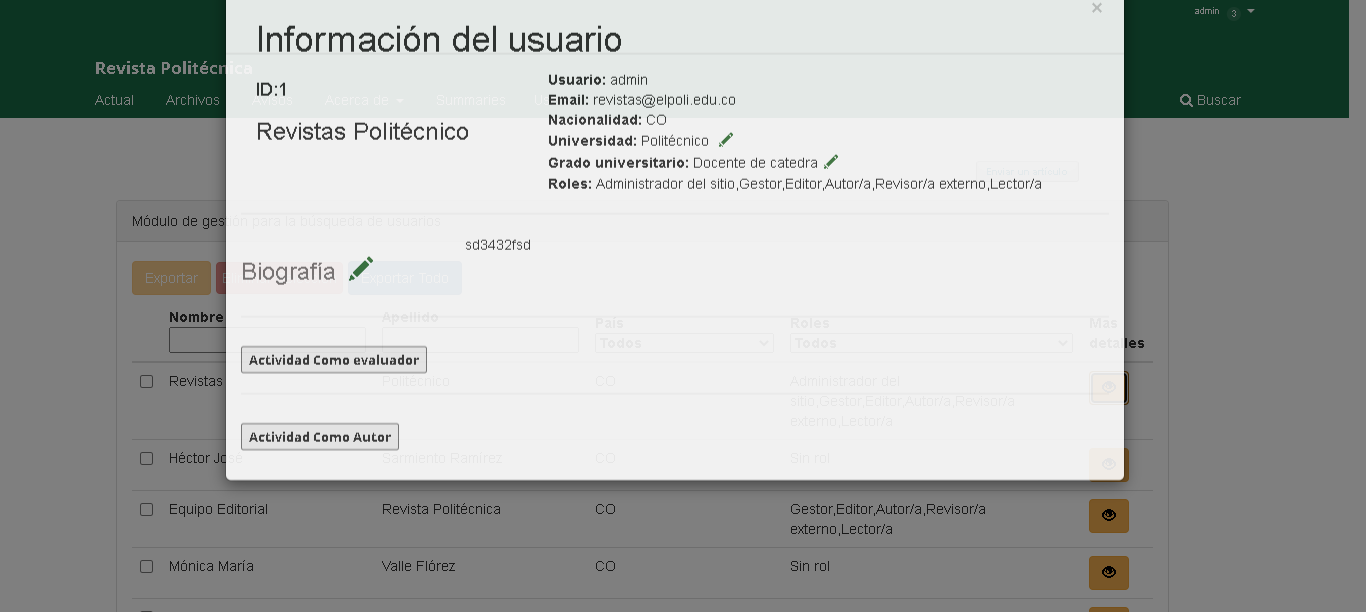 admin 3
×
Información del usuario
Revista Politécnica
ID:1
Usuario: admin
Email: revistas@elpoli.edu.co
Nacionalidad: CO
Universidad: Politécnico
Grado universitario: Docente de catedra
Roles: Administrador del sitio,Gestor,Editor,Autor/a,Revisor/a externo,Lector/a
Revistas Politécnico
Actual Archivos Avisos Acerca de Summaries Buscar
Módulo de gestión para la búsqueda de usuarios
sd3432fsd
Biografía
Exportar Exportar Todo
Nombre Apellido País Roles Más detalles
Todos Todos
Actividad Como evaluador
Revistas Politécnico CO Administrador del
sitio,Gestor,Editor,Autor/a,Revisor/a
externo,Lector/a
Actividad Como Autor
Héctor José Sarmiento Ramírez CO Sin rol
Equipo Editorial Revista Politécnica CO Gestor,Editor,Autor/a,Revisor/a
externo,Lector/a
Mónica María Valle Flórez CO Sin rol